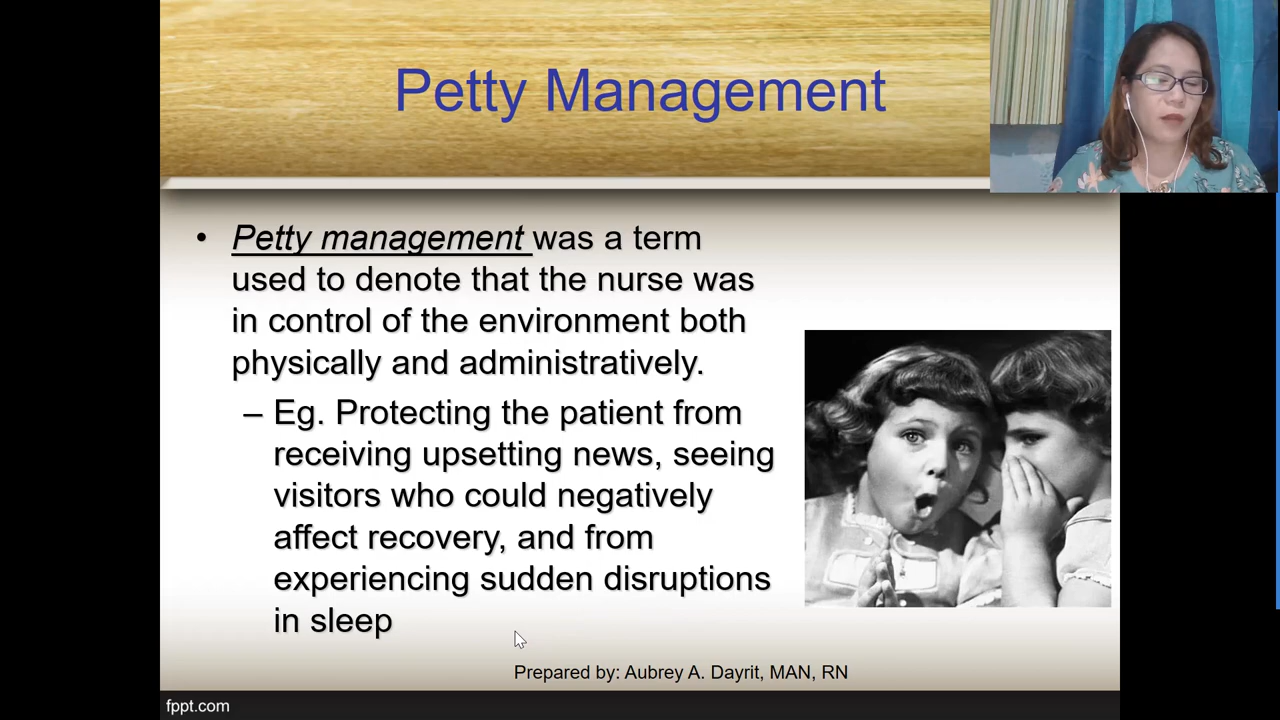 Petty Management
• Petty management was a term
used to denote that the nurse was
in control of the environment both
physically and administratively.
– Eg. Protecting the patient from
receiving upsetting news, seeing
visitors who could negatively
affect recovery, and from
experiencing sudden disruptions
in sleep
Prepared by: Aubrey A. Dayrit, MAN, RN
fppt.com